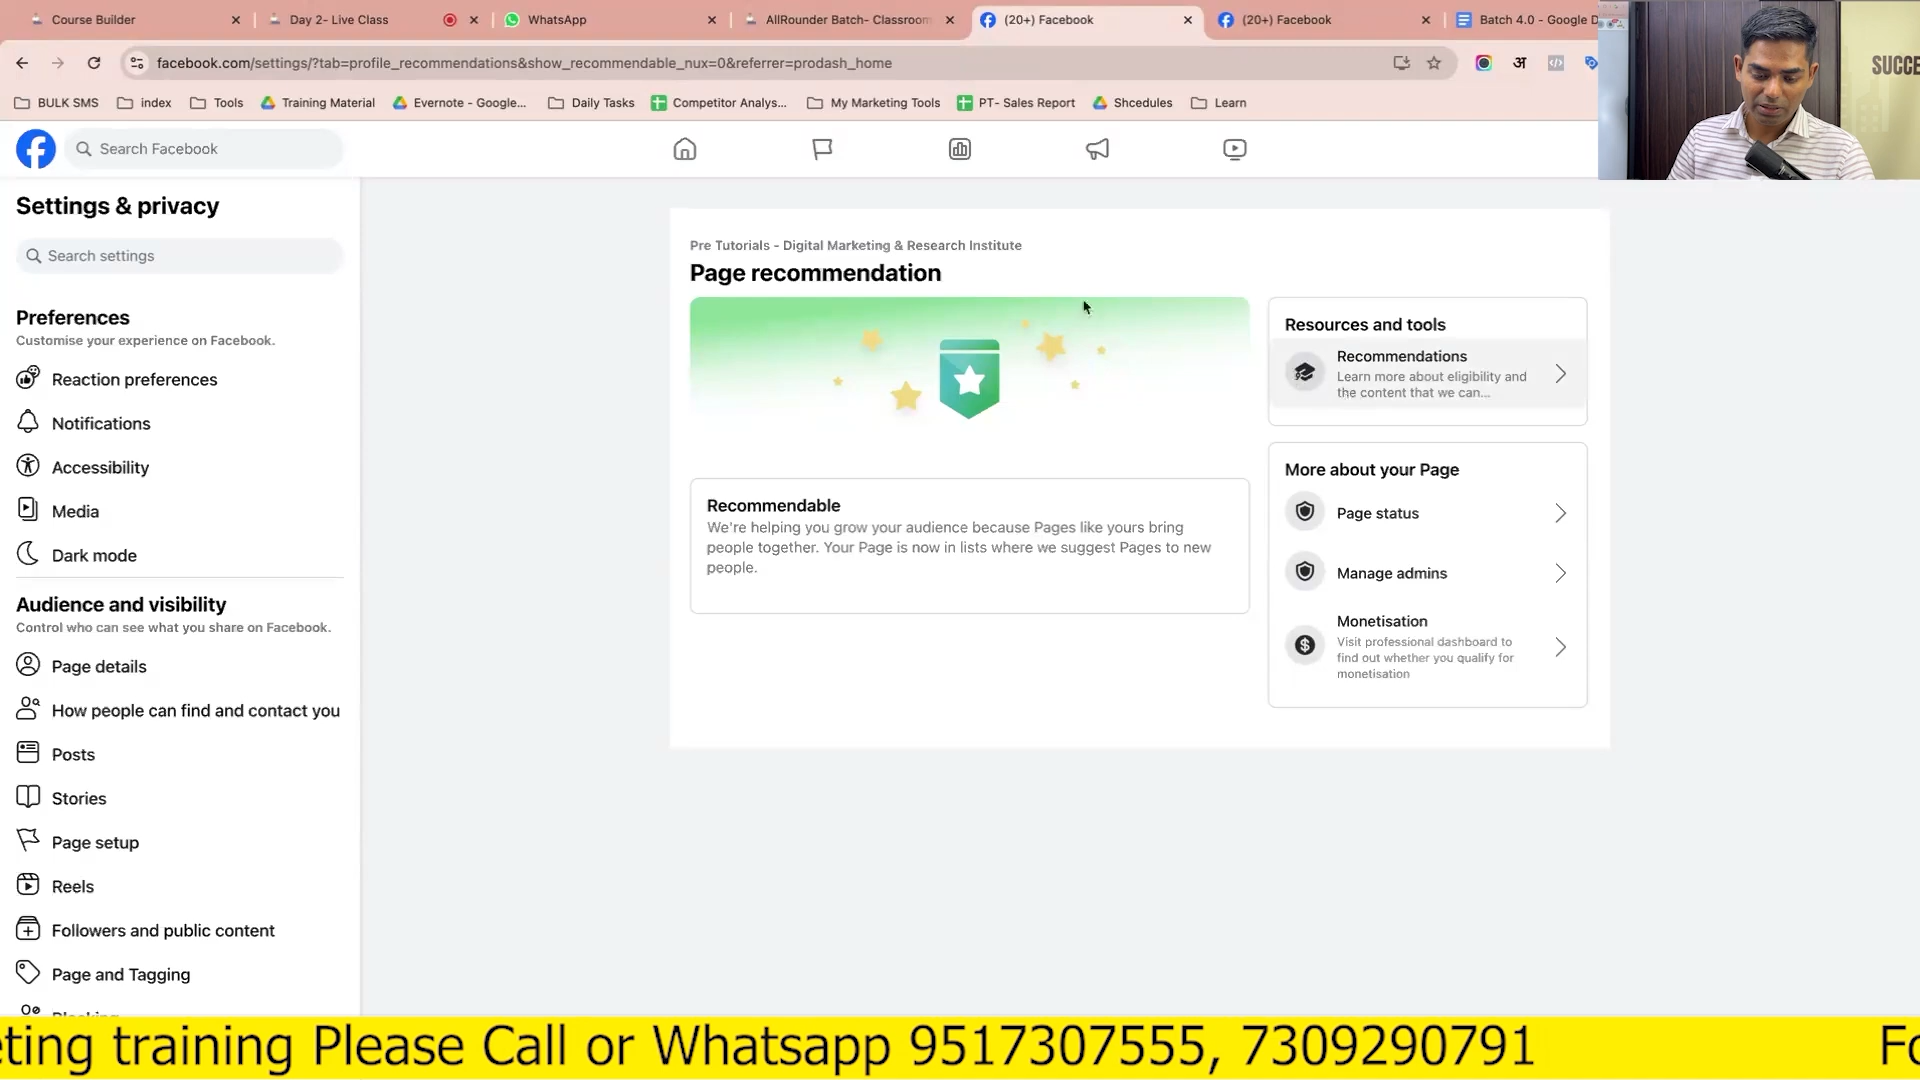 Course Builder
Day 2- Live Class
WhatsApp
AllRounder Batch- Classroom
(20+) Facebook
(20+) Facebook
Batch 4.0 - Google D
facebook.com/settings/?tab=profile_recommendations&show_recommendable_nux=0&referrer=prodash_home
अ
BULK SMS
index
Tools
Training Material
Evernote - Google...
Daily Tasks
Competitor Analys...
My Marketing Tools
PT- Sales Report
Shcedules
Learn
SUCCE
Search Facebook
Settings & privacy
Search settings
Preferences
Customise your experience on Facebook.
Reaction preferences
Notifications
Accessibility
Media
Dark mode
Audience and visibility
Control who can see what you share on Facebook.
Page details
How people can find and contact you
Posts
Stories
Page setup
Reels
Followers and public content
Page and Tagging
Pre Tutorials - Digital Marketing & Research Institute
Page recommendation
Recommendable
We're helping you grow your audience because Pages like yours bring
people together. Your Page is now in lists where we suggest Pages to new
people.
Resources and tools
Recommendations
Learn more about eligibility and
the content that we can...
More about your Page
Page status
Manage admins
Monetisation
Visit professional dashboard to
find out whether you qualify for
monetisation
eting training Please Call or Whatsapp 9517307555, 7309290791
Fo